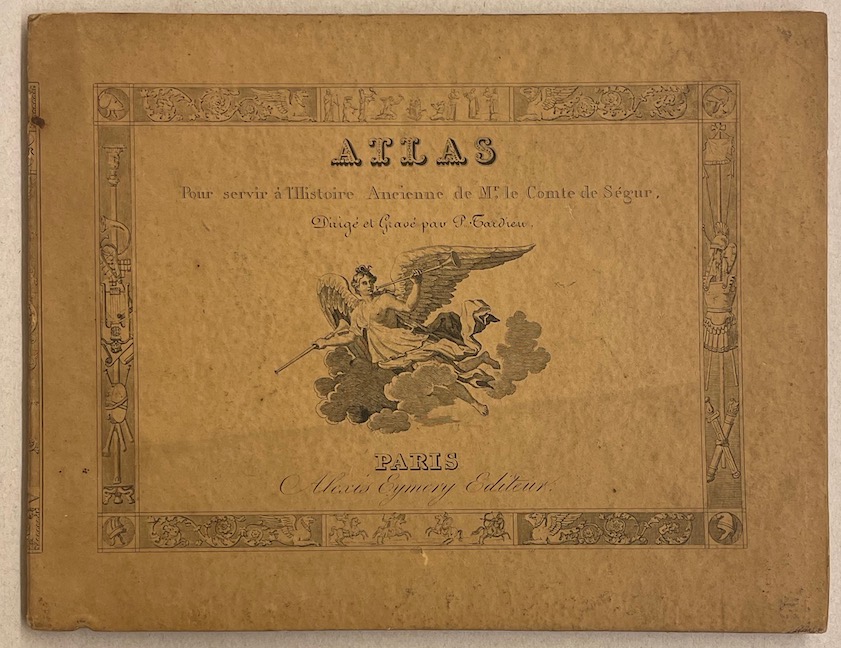 ATLAS
Pour servir à l'Histoire Ancienne de Mr. le Comte de Ségur,
Dirigé et Gravé par P. Tardieu.
PARIS
Alexis Eymery Editeur